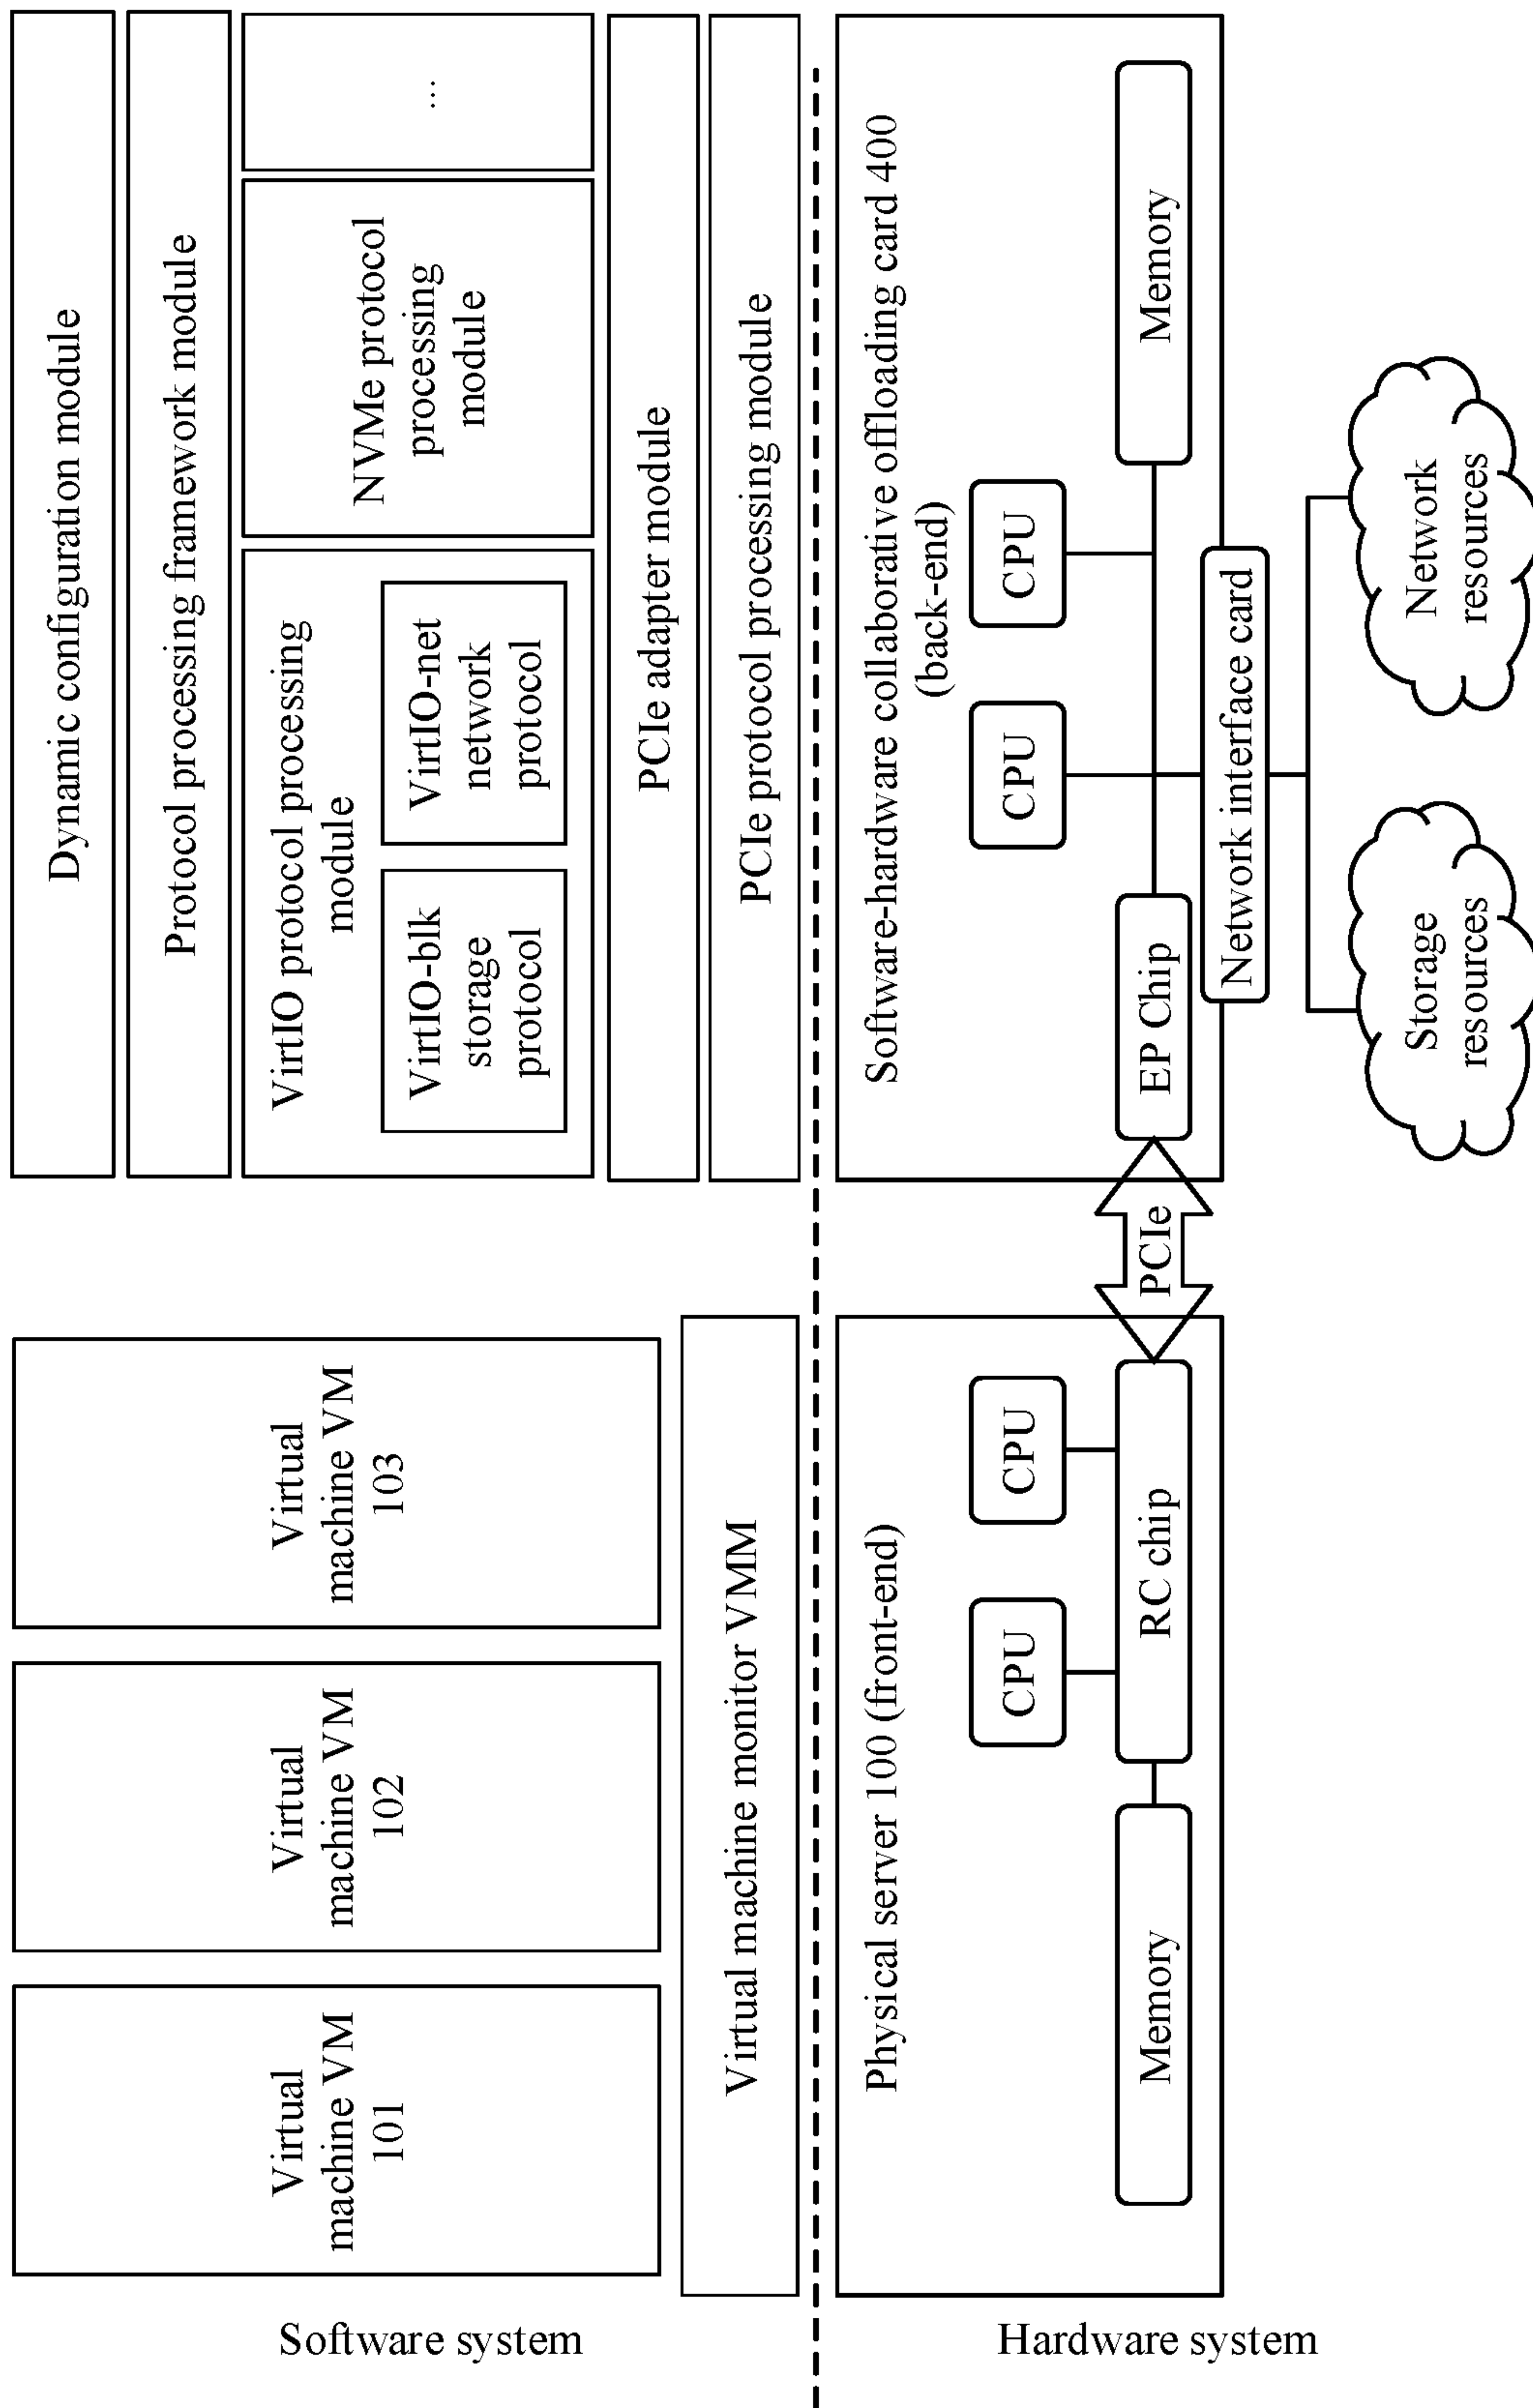 Software system
Virtual
machine VM
101
Virtual
machine VM
102
Virtual
machine VM
103
Virtual machine monitor VMM
Dynamic configuration module
Protocol processing framework module
VirtIO protocol processing
module
VirtIO-blk
storage
protocol
VirtIO-net
network
protocol
NVMe protocol
processing
module
...
PCIe adapter module
PCIe protocol processing module
Hardware system
Physical server 100 (front-end)
CPU
CPU
Memory
RC chip
PCIe
Software-hardware collaborative offloading card 400
(back-end)
CPU
CPU
EP Chip
Memory
Network interface card
Storage
resources
Network
resources